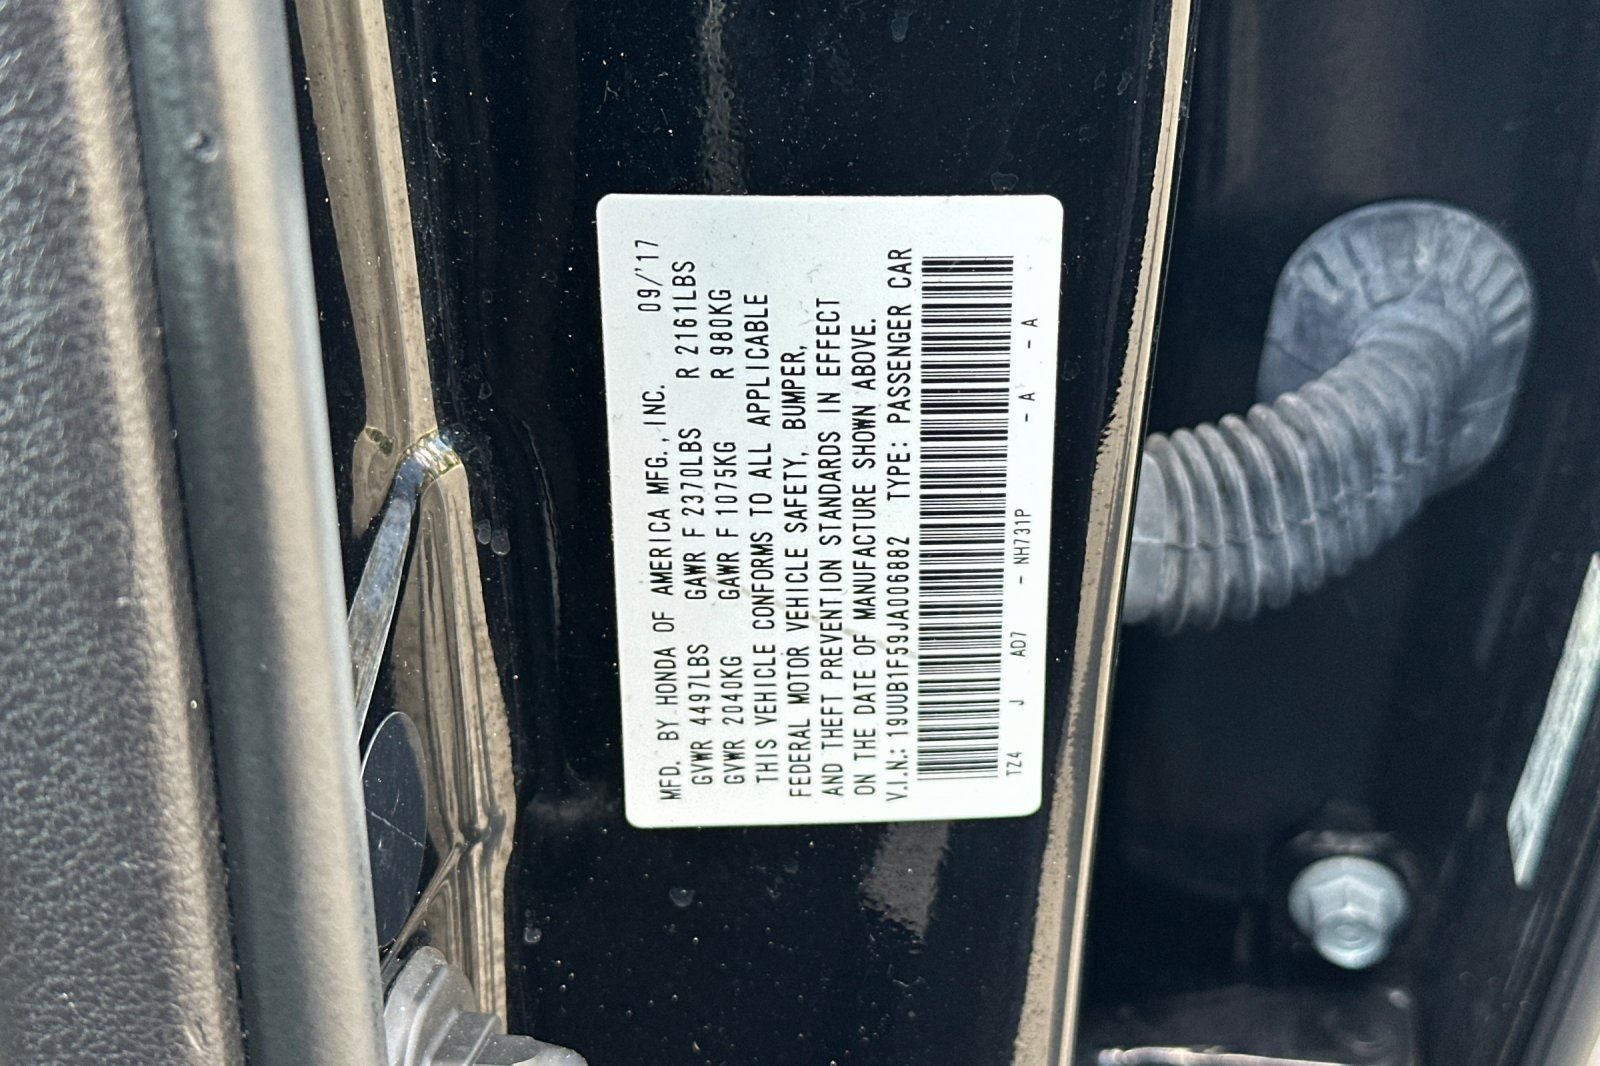 MFD. BY HONDA OF AMERICA MFG., INC. 09/'17
GVWR 4497LBS GAWR F 2370LBS R 2161LBS
GVWR 2040KG GAWR F 1075KG R 980KG
THIS VEHICLE CONFORMS TO ALL APPLICABLE
FEDERAL MOTOR VEHICLE SAFETY, BUMPER,
AND THEFT PREVENTION STANDARDS IN EFFECT
ON THE DATE OF MANUFACTURE SHOWN ABOVE.
V.I.N.: 19UUB1F59JA006882 TYPE: PASSENGER CAR
TZ4 J AD7 - NH731P - A - A